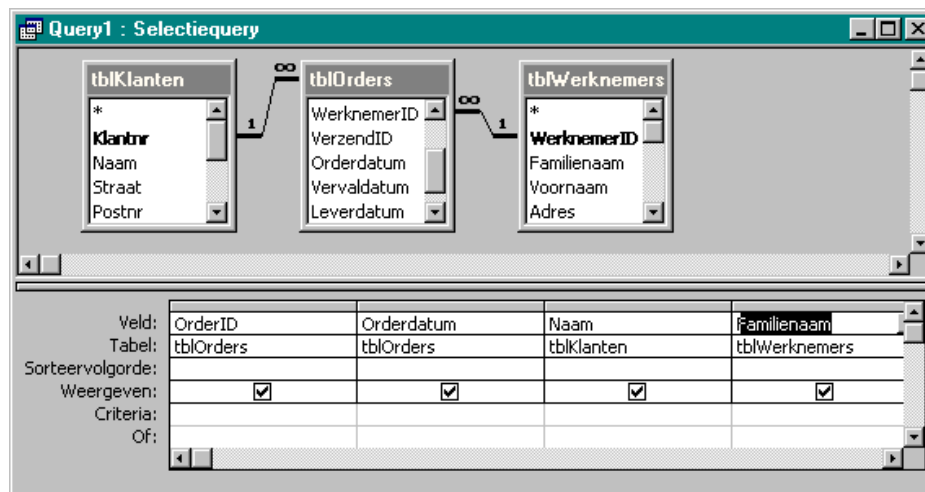 Query1 : Selectiequery
tblKlanten
*
Klantnr
Naam
Straat
Postnr
1
∞
tblOrders
WerknemerID
VerzendID
Orderdatum
Vervaldatum
Leverdatum
∞
1
tblWerknemers
*
WerknemerID
Familienaam
Voornaam
Adres
Veld: OrderID Orderdatum Naam Familienaam
Tabel: tblOrders tblOrders tblKlanten tblWerknemers
Sorteervolgorde:
Weergeven:
Criteria:
Of: